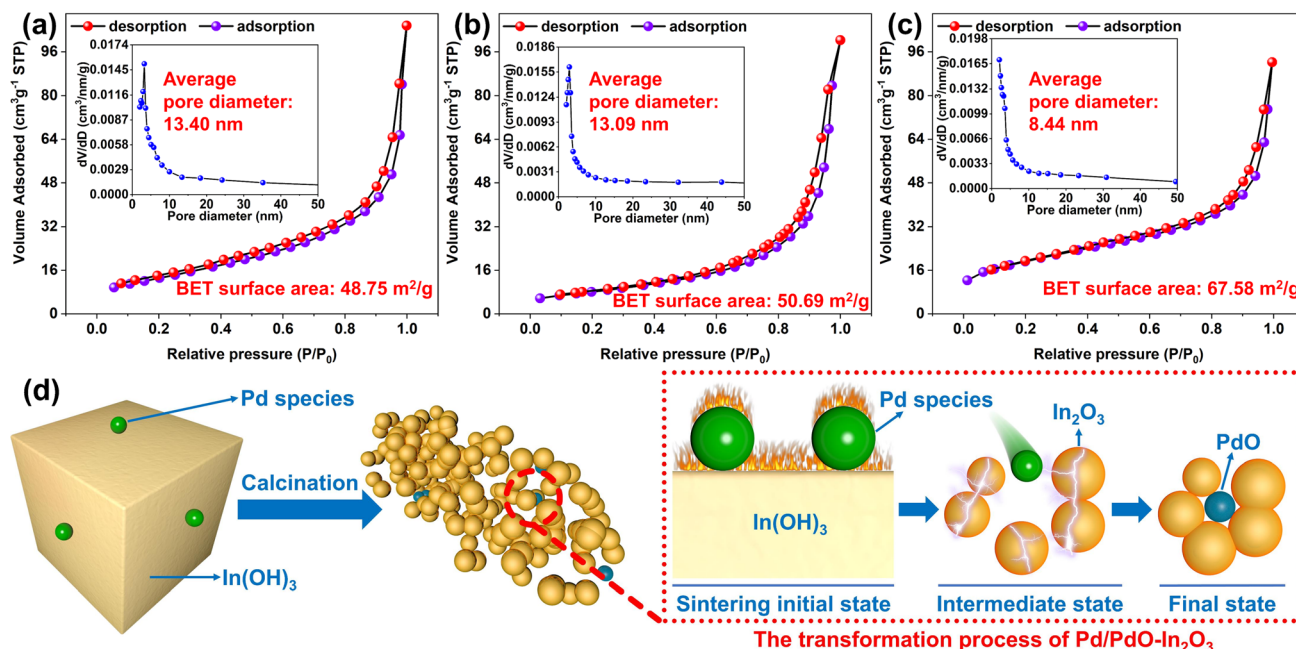 (a)
desorption
adsorption
Volume Adsorbed (cm³g⁻¹ STP)
96
80
64
48
32
16
0
0.0
0.2
0.4
0.6
0.8
1.0
Relative pressure (P/P₀)
dV/dD (cm³/nm/g)
0.0174
0.0145
0.0116
0.0087
0.0058
0.0029
0.0000
0
10
20
30
40
50
Pore diameter (nm)
Average
pore diameter:
13.40 nm
BET surface area: 48.75 m²/g
(b)
desorption
adsorption
Volume Adsorbed (cm³g⁻¹ STP)
96
80
64
48
32
16
0
0.0
0.2
0.4
0.6
0.8
1.0
Relative pressure (P/P₀)
dV/dD (cm³/nm/g)
0.0186
0.0155
0.0124
0.0093
0.0062
0.0031
0.0000
0
10
20
30
40
50
Pore diameter (nm)
Average
pore diameter:
13.09 nm
BET surface area: 50.69 m²/g
(c)
desorption
adsorption
Volume Adsorbed (cm³g⁻¹ STP)
96
80
64
48
32
16
0
0.0
0.2
0.4
0.6
0.8
1.0
Relative pressure (P/P₀)
dV/dD (cm³/nm/g)
0.0198
0.0165
0.0132
0.0099
0.0066
0.0033
0.0000
0
10
20
30
40
50
Pore diameter (nm)
Average
pore diameter:
8.44 nm
BET surface area: 67.58 m²/g
(d)
Pd species
In(OH)₃
Calcination
Pd species
In(OH)₃
Sintering initial state
In₂O₃
Intermediate state
PdO
Final state
The transformation process of Pd/PdO-In₂O₃